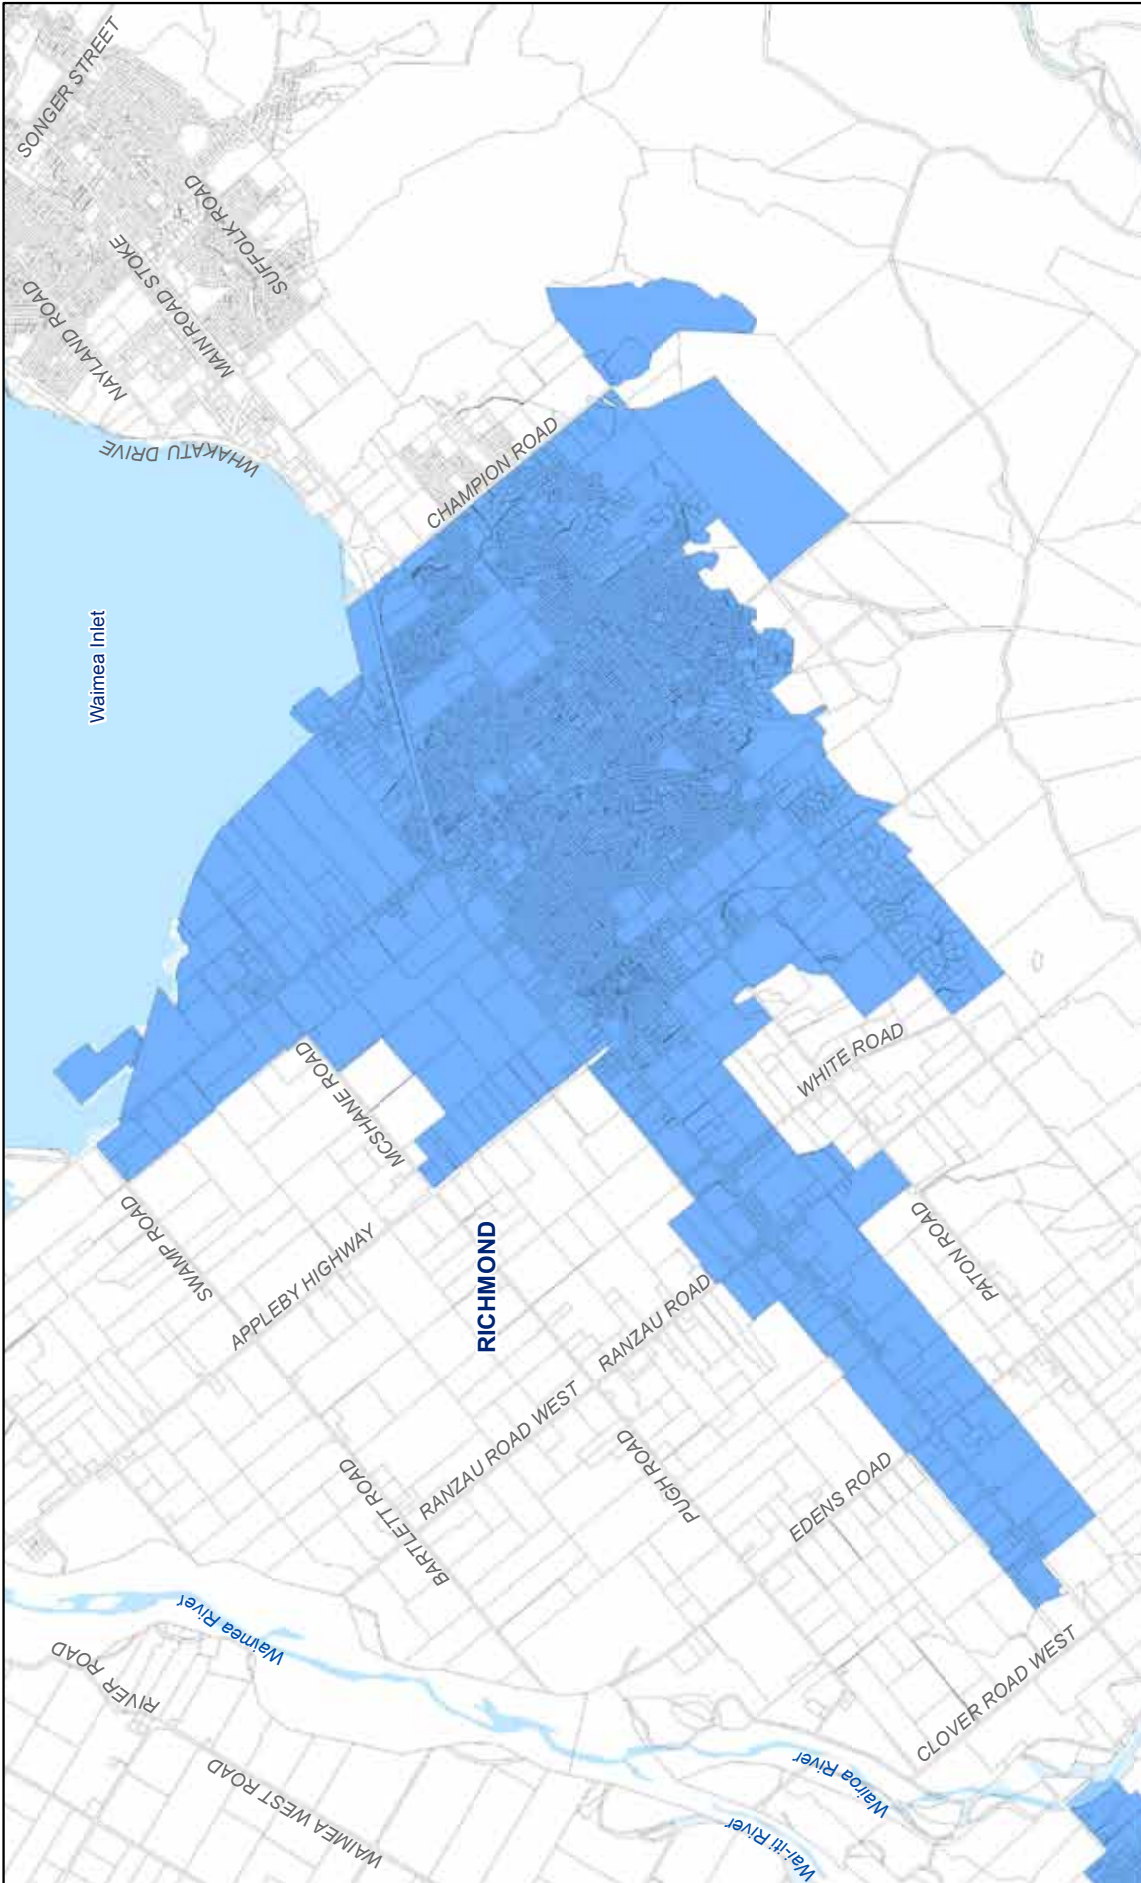 SONGER STREET
SUFFOLK ROAD
MAIN ROAD STOKE
NAYLAND ROAD
WHAKATU DRIVE
CHAMPION ROAD
Waimea Inlet
MCSHANE ROAD
WHITE ROAD
SWAMP ROAD
APPLEBY HIGHWAY
RICHMOND
PATON ROAD
RANZAU ROAD
RANZAU ROAD WEST
BARTLETT ROAD
PUGH ROAD
EDENS ROAD
Waimea River
RIVER ROAD
CLOVER ROAD WEST
WAIMEA WEST ROAD
Wairoa River
Wai-iti River